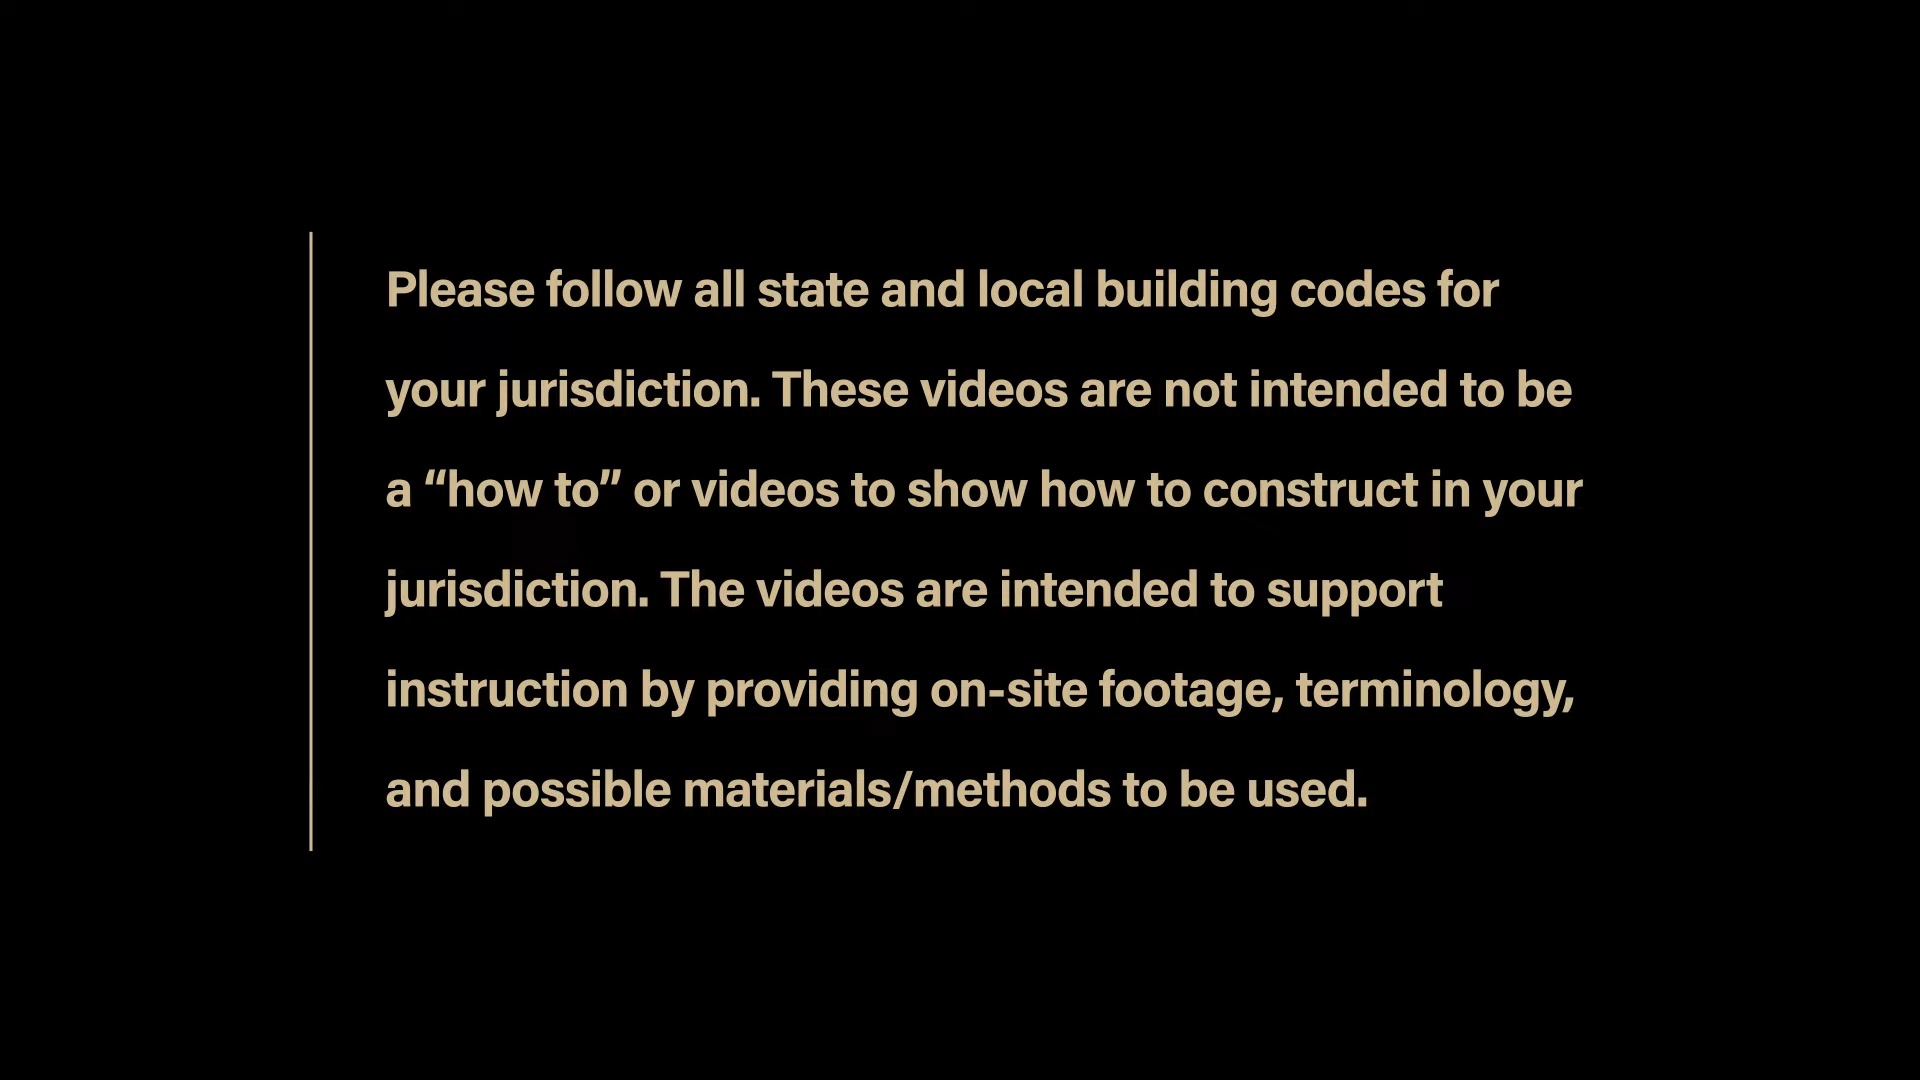 Please follow all state and local building codes for
your jurisdiction. These videos are not intended to be
a “how to” or videos to show how to construct in your
jurisdiction. The videos are intended to support
instruction by providing on-site footage, terminology,
and possible materials/methods to be used.